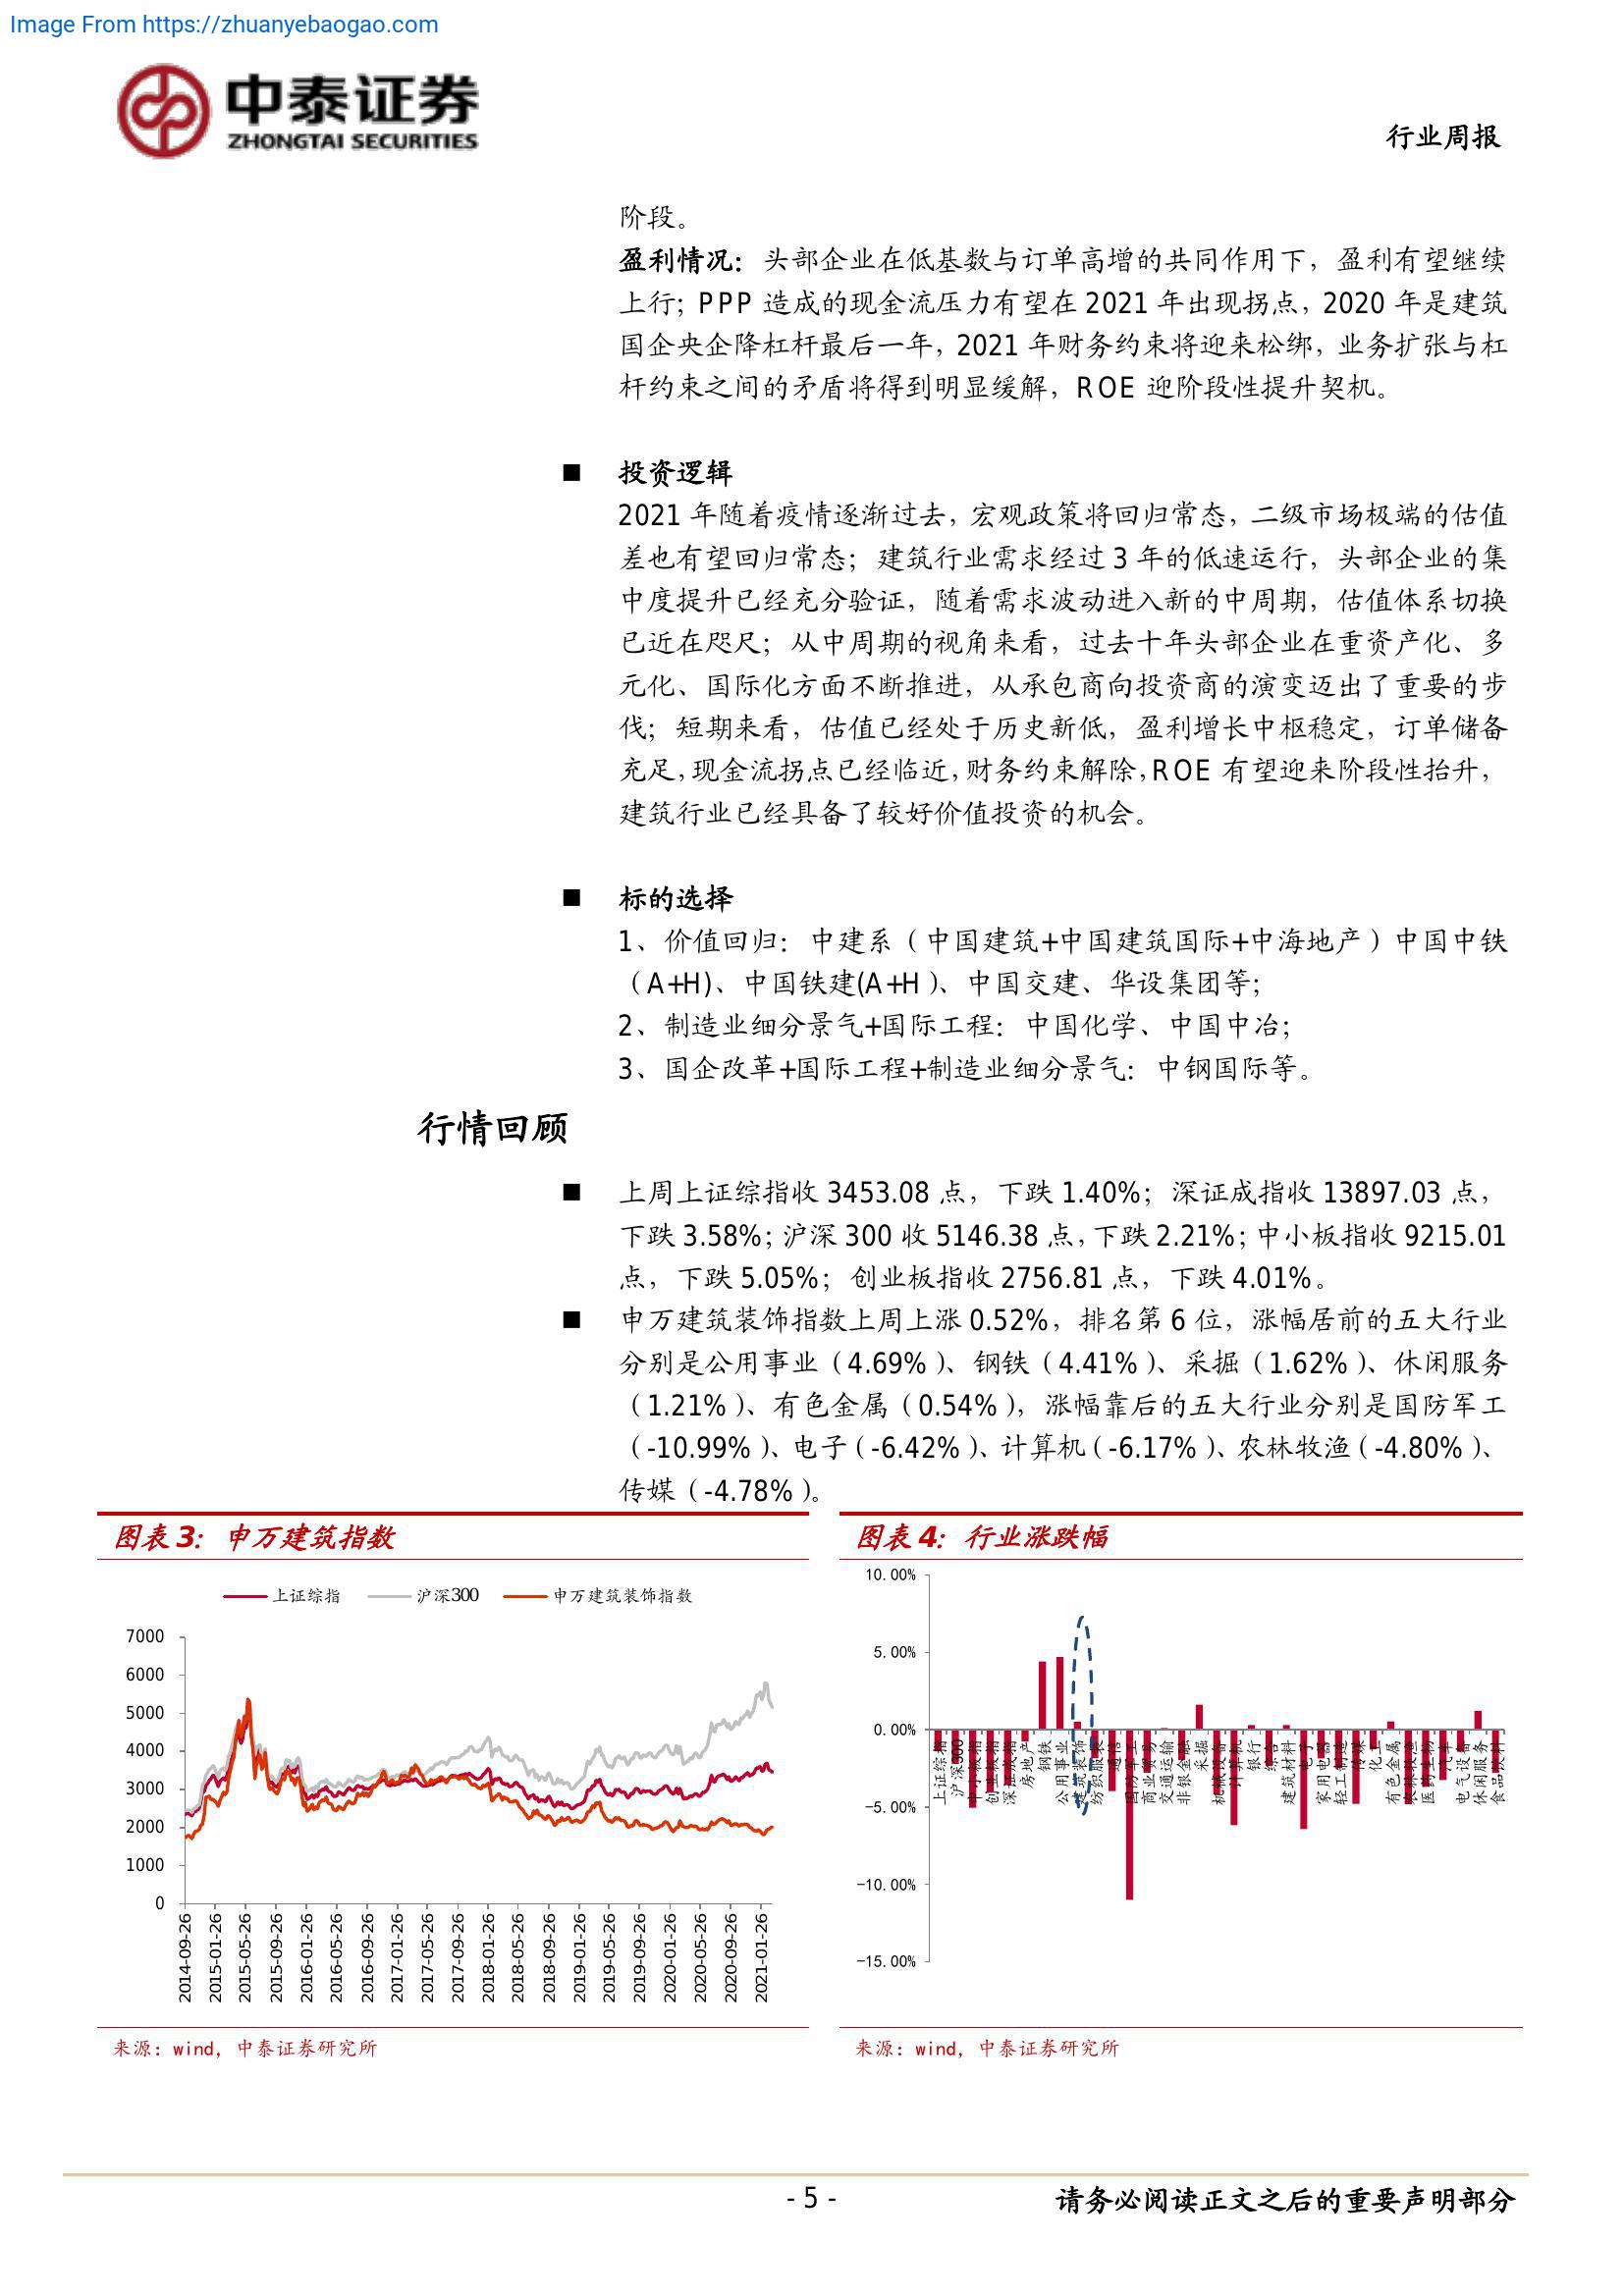 Image From https://zhuanyebaogao.com
中泰证券
ZHONGTAI SECURITIES
行业周报
阶段。
盈利情况：头部企业在低基数与订单高增的共同作用下，盈利有望继续
上行；PPP 造成的现金流压力有望在 2021 年出现拐点，2020 年是建筑
国企央企降杠杆最后一年，2021 年财务约束将迎来松绑，业务扩张与杠
杆约束之间的矛盾将得到明显缓解，ROE 迎阶段性提升契机。
■ 投资逻辑
2021 年随着疫情逐渐过去，宏观政策将回归常态，二级市场极端的估值
差也有望回归常态；建筑行业需求经过 3 年的低速运行，头部企业的集
中度提升已经充分验证，随着需求波动进入新的中周期，估值体系切换
已近在咫尺；从中周期的视角来看，过去十年头部企业在重资产化、多
元化、国际化方面不断推进，从承包商向投资商的演变迈出了重要的步
伐；短期来看，估值已经处于历史新低，盈利增长中枢稳定，订单储备
充足，现金流拐点已经临近，财务约束解除，ROE 有望迎来阶段性抬升，
建筑行业已经具备了较好价值投资的机会。
■ 标的选择
1、价值回归：中建系（中国建筑+中国建筑国际+中海地产）中国中铁
（A+H)、中国铁建(A+H）、中国交建、华设集团等；
2、制造业细分景气+国际工程：中国化学、中国中冶；
3、国企改革+国际工程+制造业细分景气：中钢国际等。
行情回顾
■ 上周上证综指收 3453.08 点，下跌 1.40%；深证成指收 13897.03 点，
下跌 3.58%；沪深 300 收 5146.38 点，下跌 2.21%；中小板指收 9215.01
点，下跌 5.05%；创业板指收 2756.81 点，下跌 4.01%。
■ 申万建筑装饰指数上周上涨 0.52%，排名第 6 位，涨幅居前的五大行业
分别是公用事业（4.69%）、钢铁（4.41%）、采掘（1.62%）、休闲服务
（1.21%）、有色金属（0.54%），涨幅靠后的五大行业分别是国防军工
（-10.99%）、电子（-6.42%）、计算机（-6.17%）、农林牧渔（-4.80%）、
传媒（-4.78%）。
图表 3：申万建筑指数
上证综指 沪深300 申万建筑装饰指数
7000
6000
5000
4000
3000
2000
1000
0
2014-09-26
2015-01-26
2015-05-26
2015-09-26
2016-01-26
2016-05-26
2016-09-26
2017-01-26
2017-05-26
2017-09-26
2018-01-26
2018-05-26
2018-09-26
2019-01-26
2019-05-26
2019-09-26
2020-01-26
2020-05-26
2020-09-26
2021-01-26
来源：wind，中泰证券研究所
图表 4：行业涨跌幅
10.00%
5.00%
0.00%
-5.00%
-10.00%
-15.00%
上证综指
沪深300
中小板指
创业板指
深证成指
房地产
钢铁
公用事业
建筑装饰
纺织服装
通信
国防军工
商业贸易
交通运输
非银金融
采掘
机械设备
计算机
银行
综合
建筑材料
电子
家用电器
轻工制造
传媒
化工
有色金属
农林牧渔
医药生物
汽车
电气设备
休闲服务
食品饮料
来源：wind，中泰证券研究所
- 5 -
请务必阅读正文之后的重要声明部分